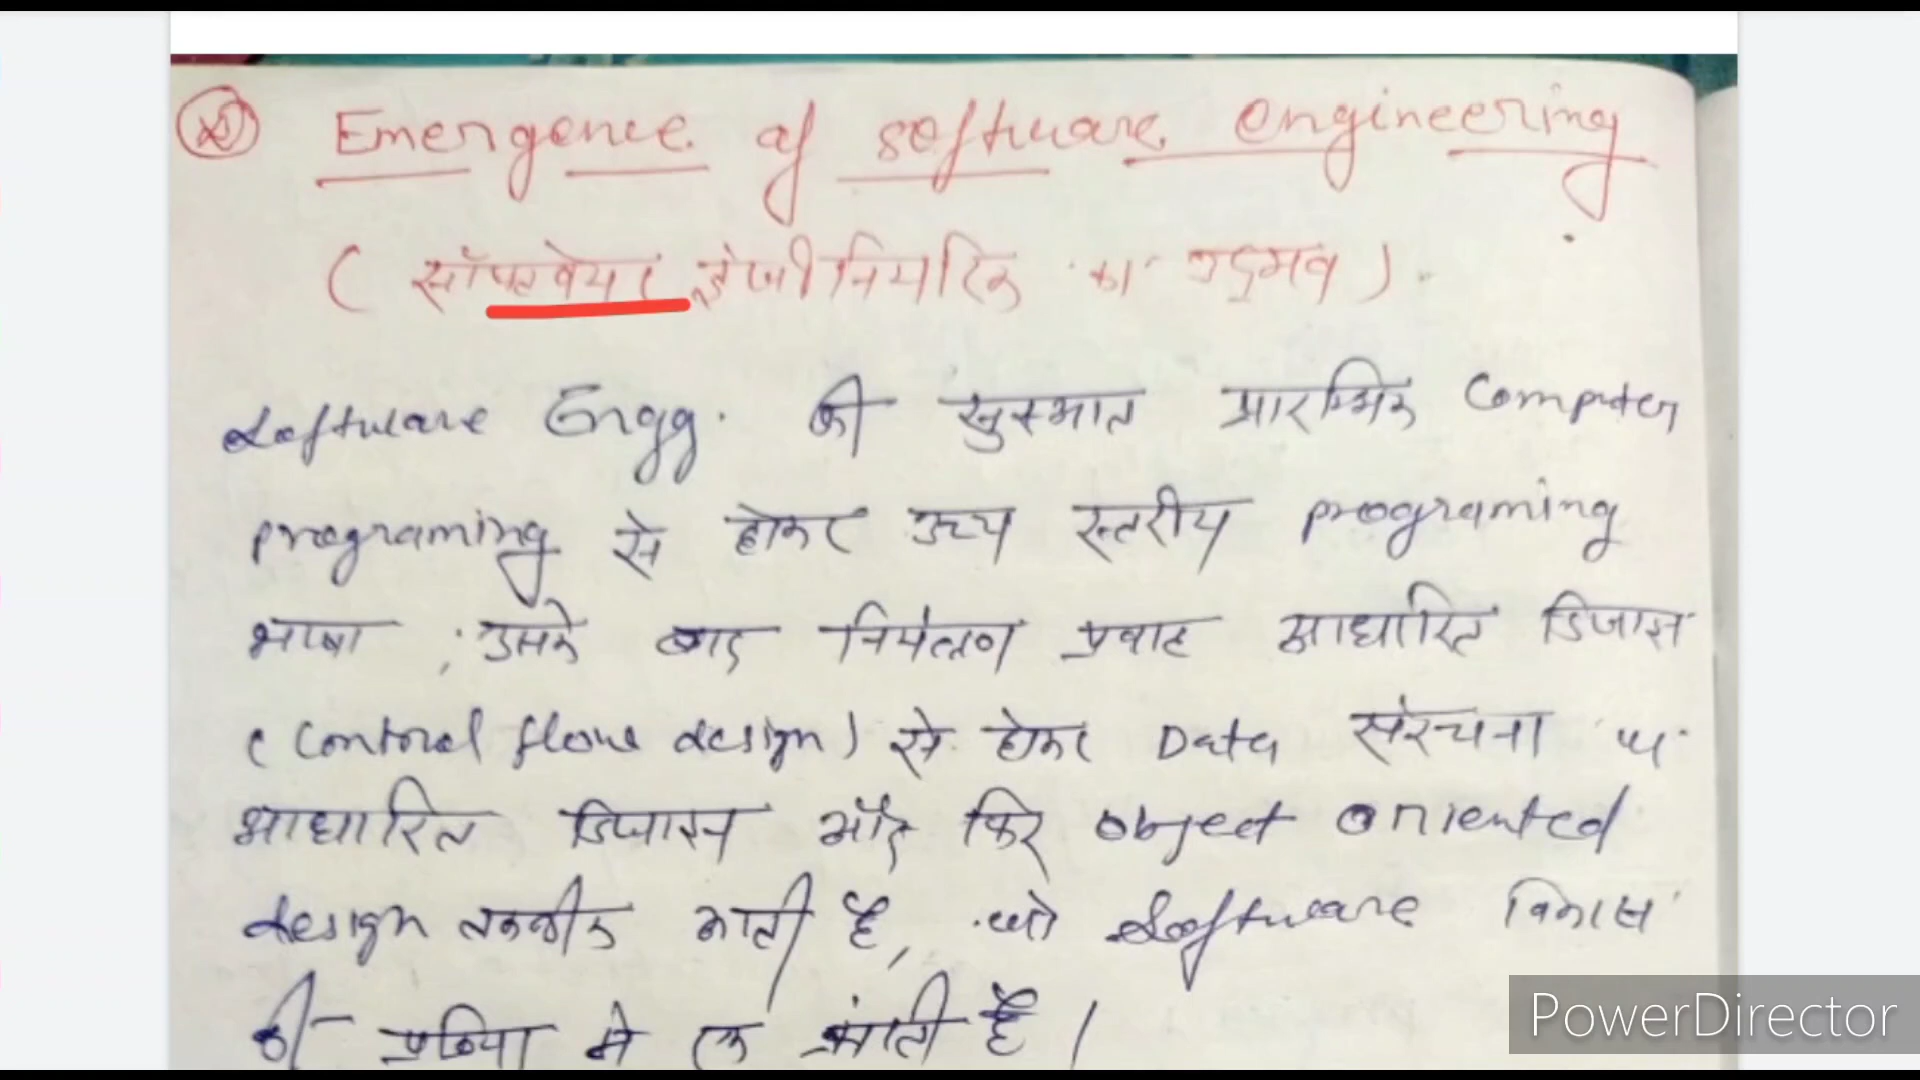 Emergence of software engineering
( सॉफ्टवेयर इंजीनियरिंग का उद्भव ) .
Software Engg. की सुरुआत प्रारम्भिक Computer
programing से होकर उच्च स्तरीय programing
भाषा ; उसके बाद नियंत्रण प्रवाह आधारित डिजाइन
( Control flow design ) से होकर Data संरचना पर
आधारित डिजाइन और फिर object oriented
design तकनीक आती है, जो Software विकास
की प्रक्रिया में एक है ।
PowerDirector